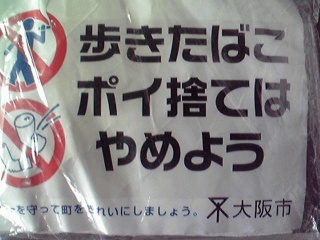 歩きたばこ
ポイ捨ては
やめよう
を守って町をきれいにしましょう。 大阪市